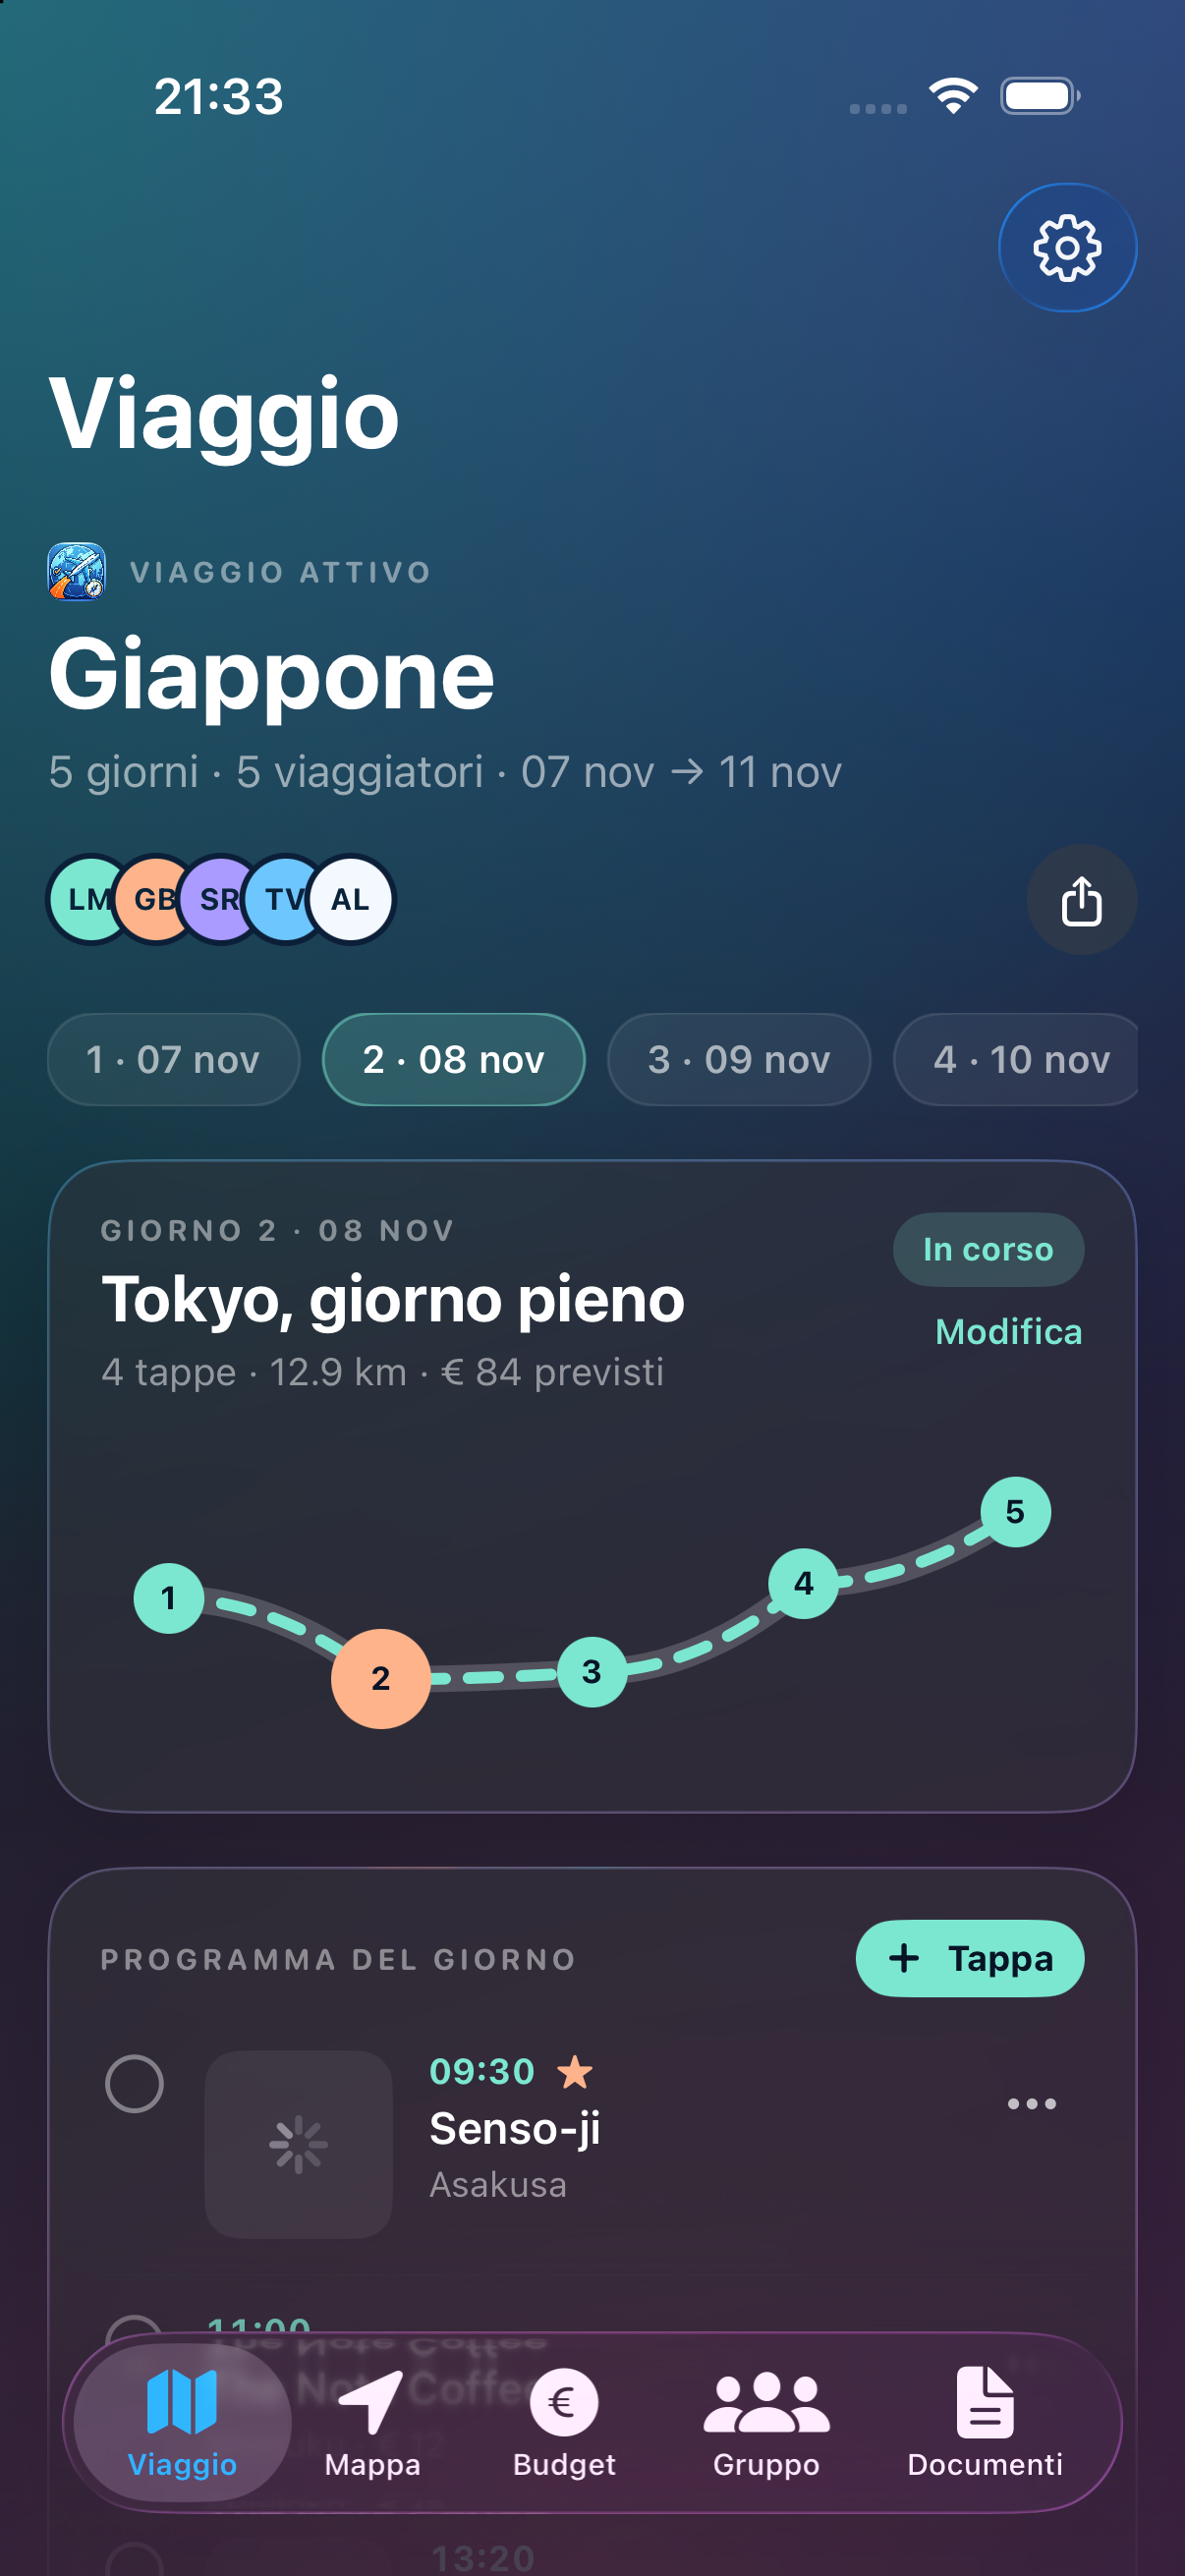 21:33
Viaggio
VIAGGIO ATTIVO
Giappone
5 giorni · 5 viaggiatori · 07 nov → 11 nov
LM GB SR TV AL
1 · 07 nov 2 · 08 nov 3 · 09 nov 4 · 10 nov
GIORNO 2 · 08 NOV
In corso
Tokyo, giorno pieno
Modifica
4 tappe · 12.9 km · € 84 previsti
5
4
1
3
2
PROGRAMMA DEL GIORNO
+ Tappa
09:30
Senso-ji
Asakusa
11:00
The Note Coffee
Viaggio Mappa Budget Gruppo Documenti
13:20